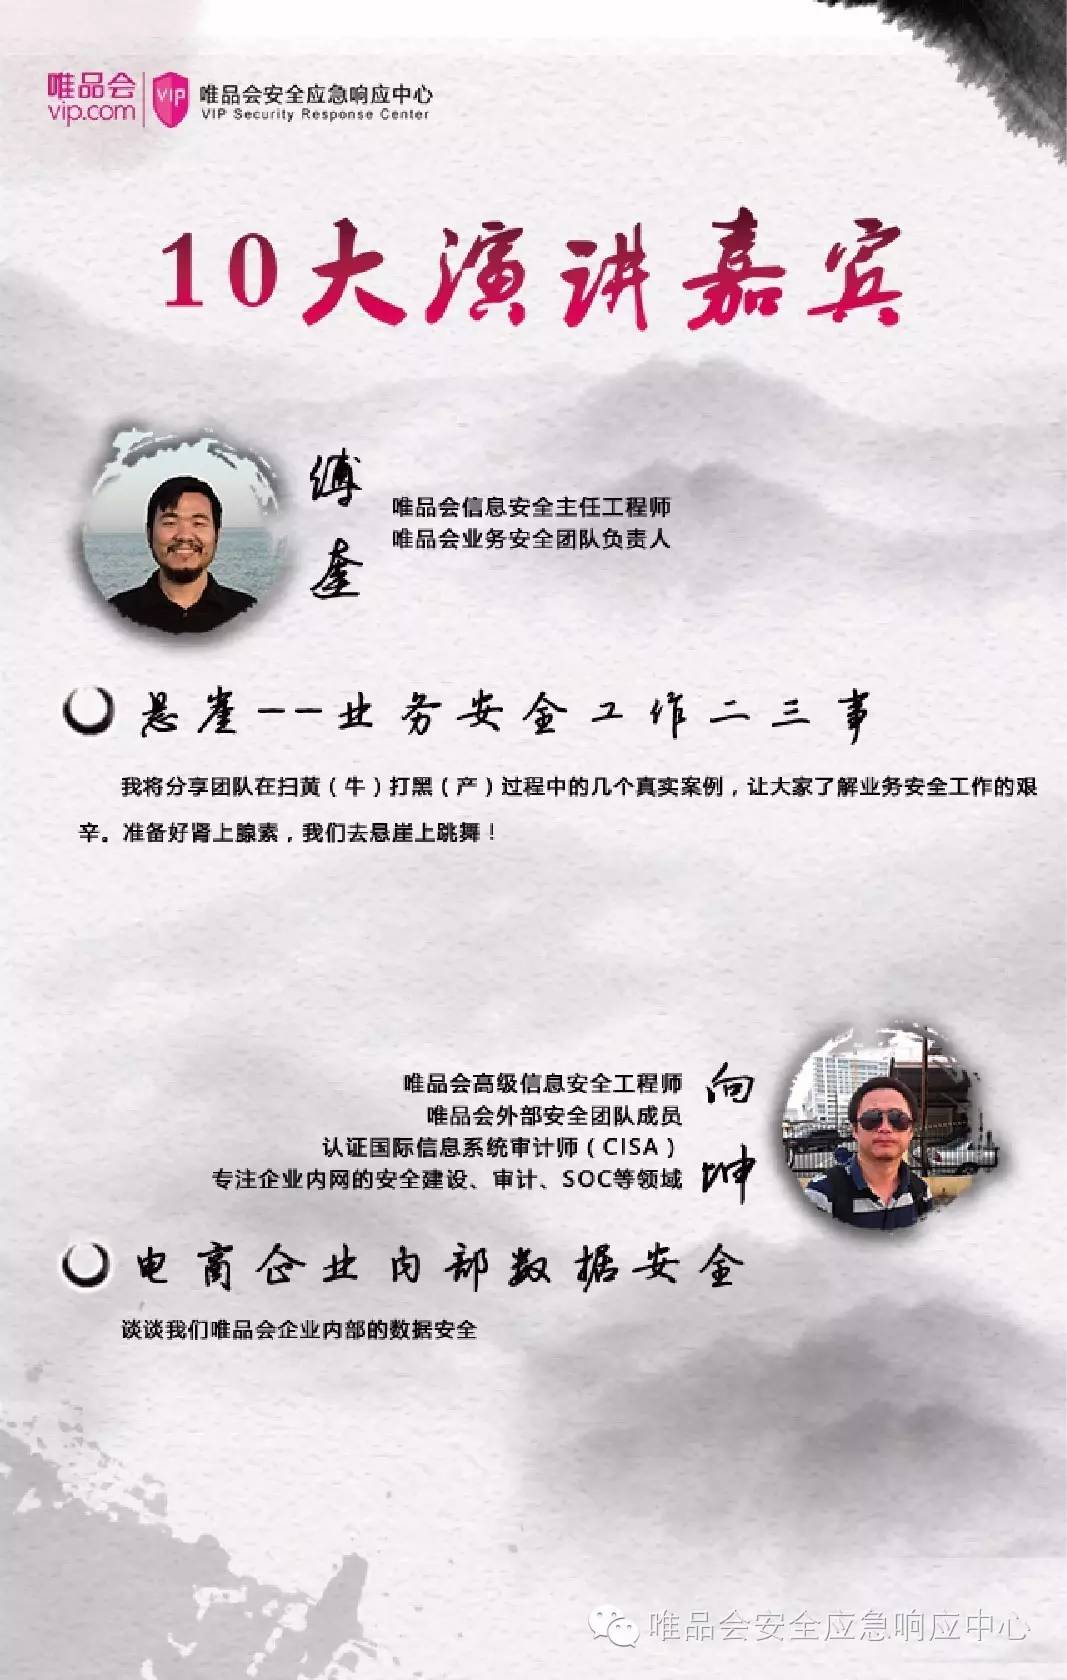 唯品会
vip.com
VIP
唯品会安全应急响应中心
VIP Security Response Center
10大演讲嘉宾
缚奎
唯品会信息安全主任工程师
唯品会业务安全团队负责人
悬崖--业务安全工作二三事
我将分享团队在扫黄（牛）打黑（产）过程中的几个真实案例，让大家了解业务安全工作的艰
辛。准备好肾上腺素，我们去悬崖上跳舞！
唯品会高级信息安全工程师
唯品会外部安全团队成员
认证国际信息系统审计师（CISA）
专注企业内网的安全建设、审计、SOC等领域
向坤
电商企业内部数据安全
谈谈我们唯品会企业内部的数据安全
唯品会安全应急响应中心